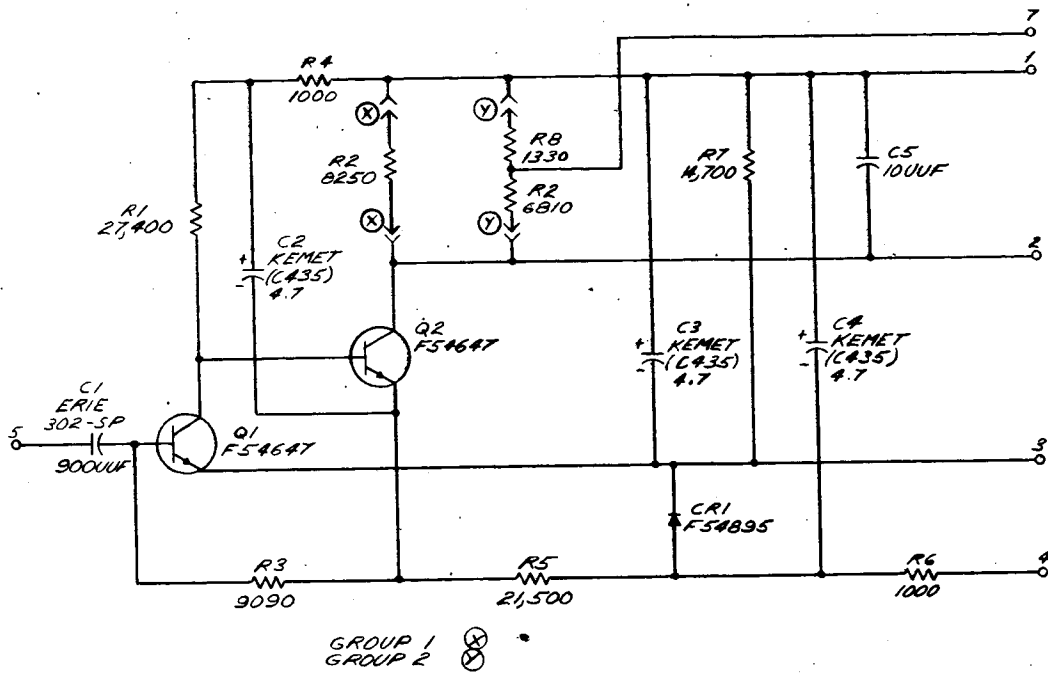 7
1
R4
1000
X
Y
R2
8250
R8
1330
R7
14,700
C5
10UUF
R2
6810
R1
27,400
X
Y
C2
KEMET
(C435)
4.7
+
-
2
Q2
F54647
C3
KEMET
(C435)
4.7
+
-
C4
KEMET
(C435)
4.7
+
-
C1
ERIE
302-SP
900UUF
5
Q1
F54647
3
CR1
F54895
R3
9090
R5
21,500
R6
1000
4
GROUP 1 X
GROUP 2 Y